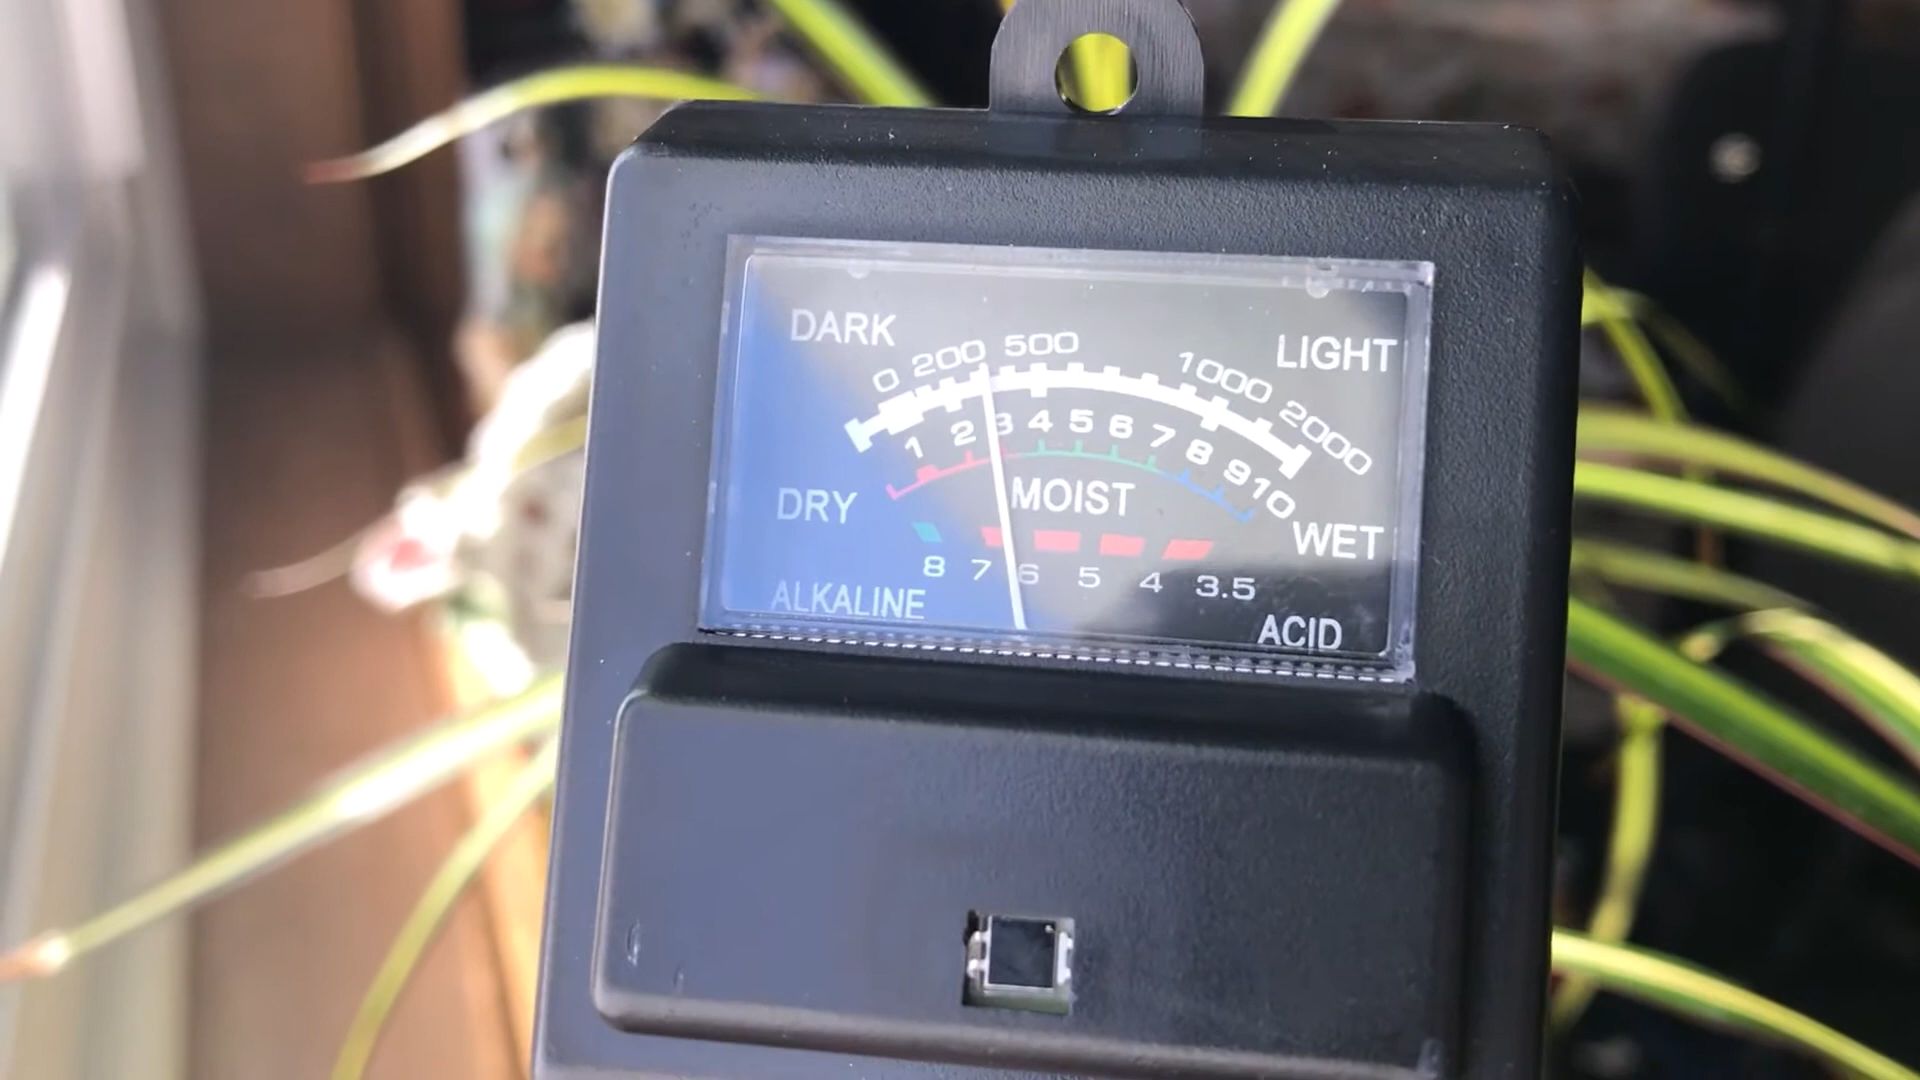 DARK
LIGHT
0 200 500 1000 2000
1 2 3 4 5 6 7 8 9 10
DRY MOIST WET
8 7 6 5 4 3.5
ALKALINE ACID